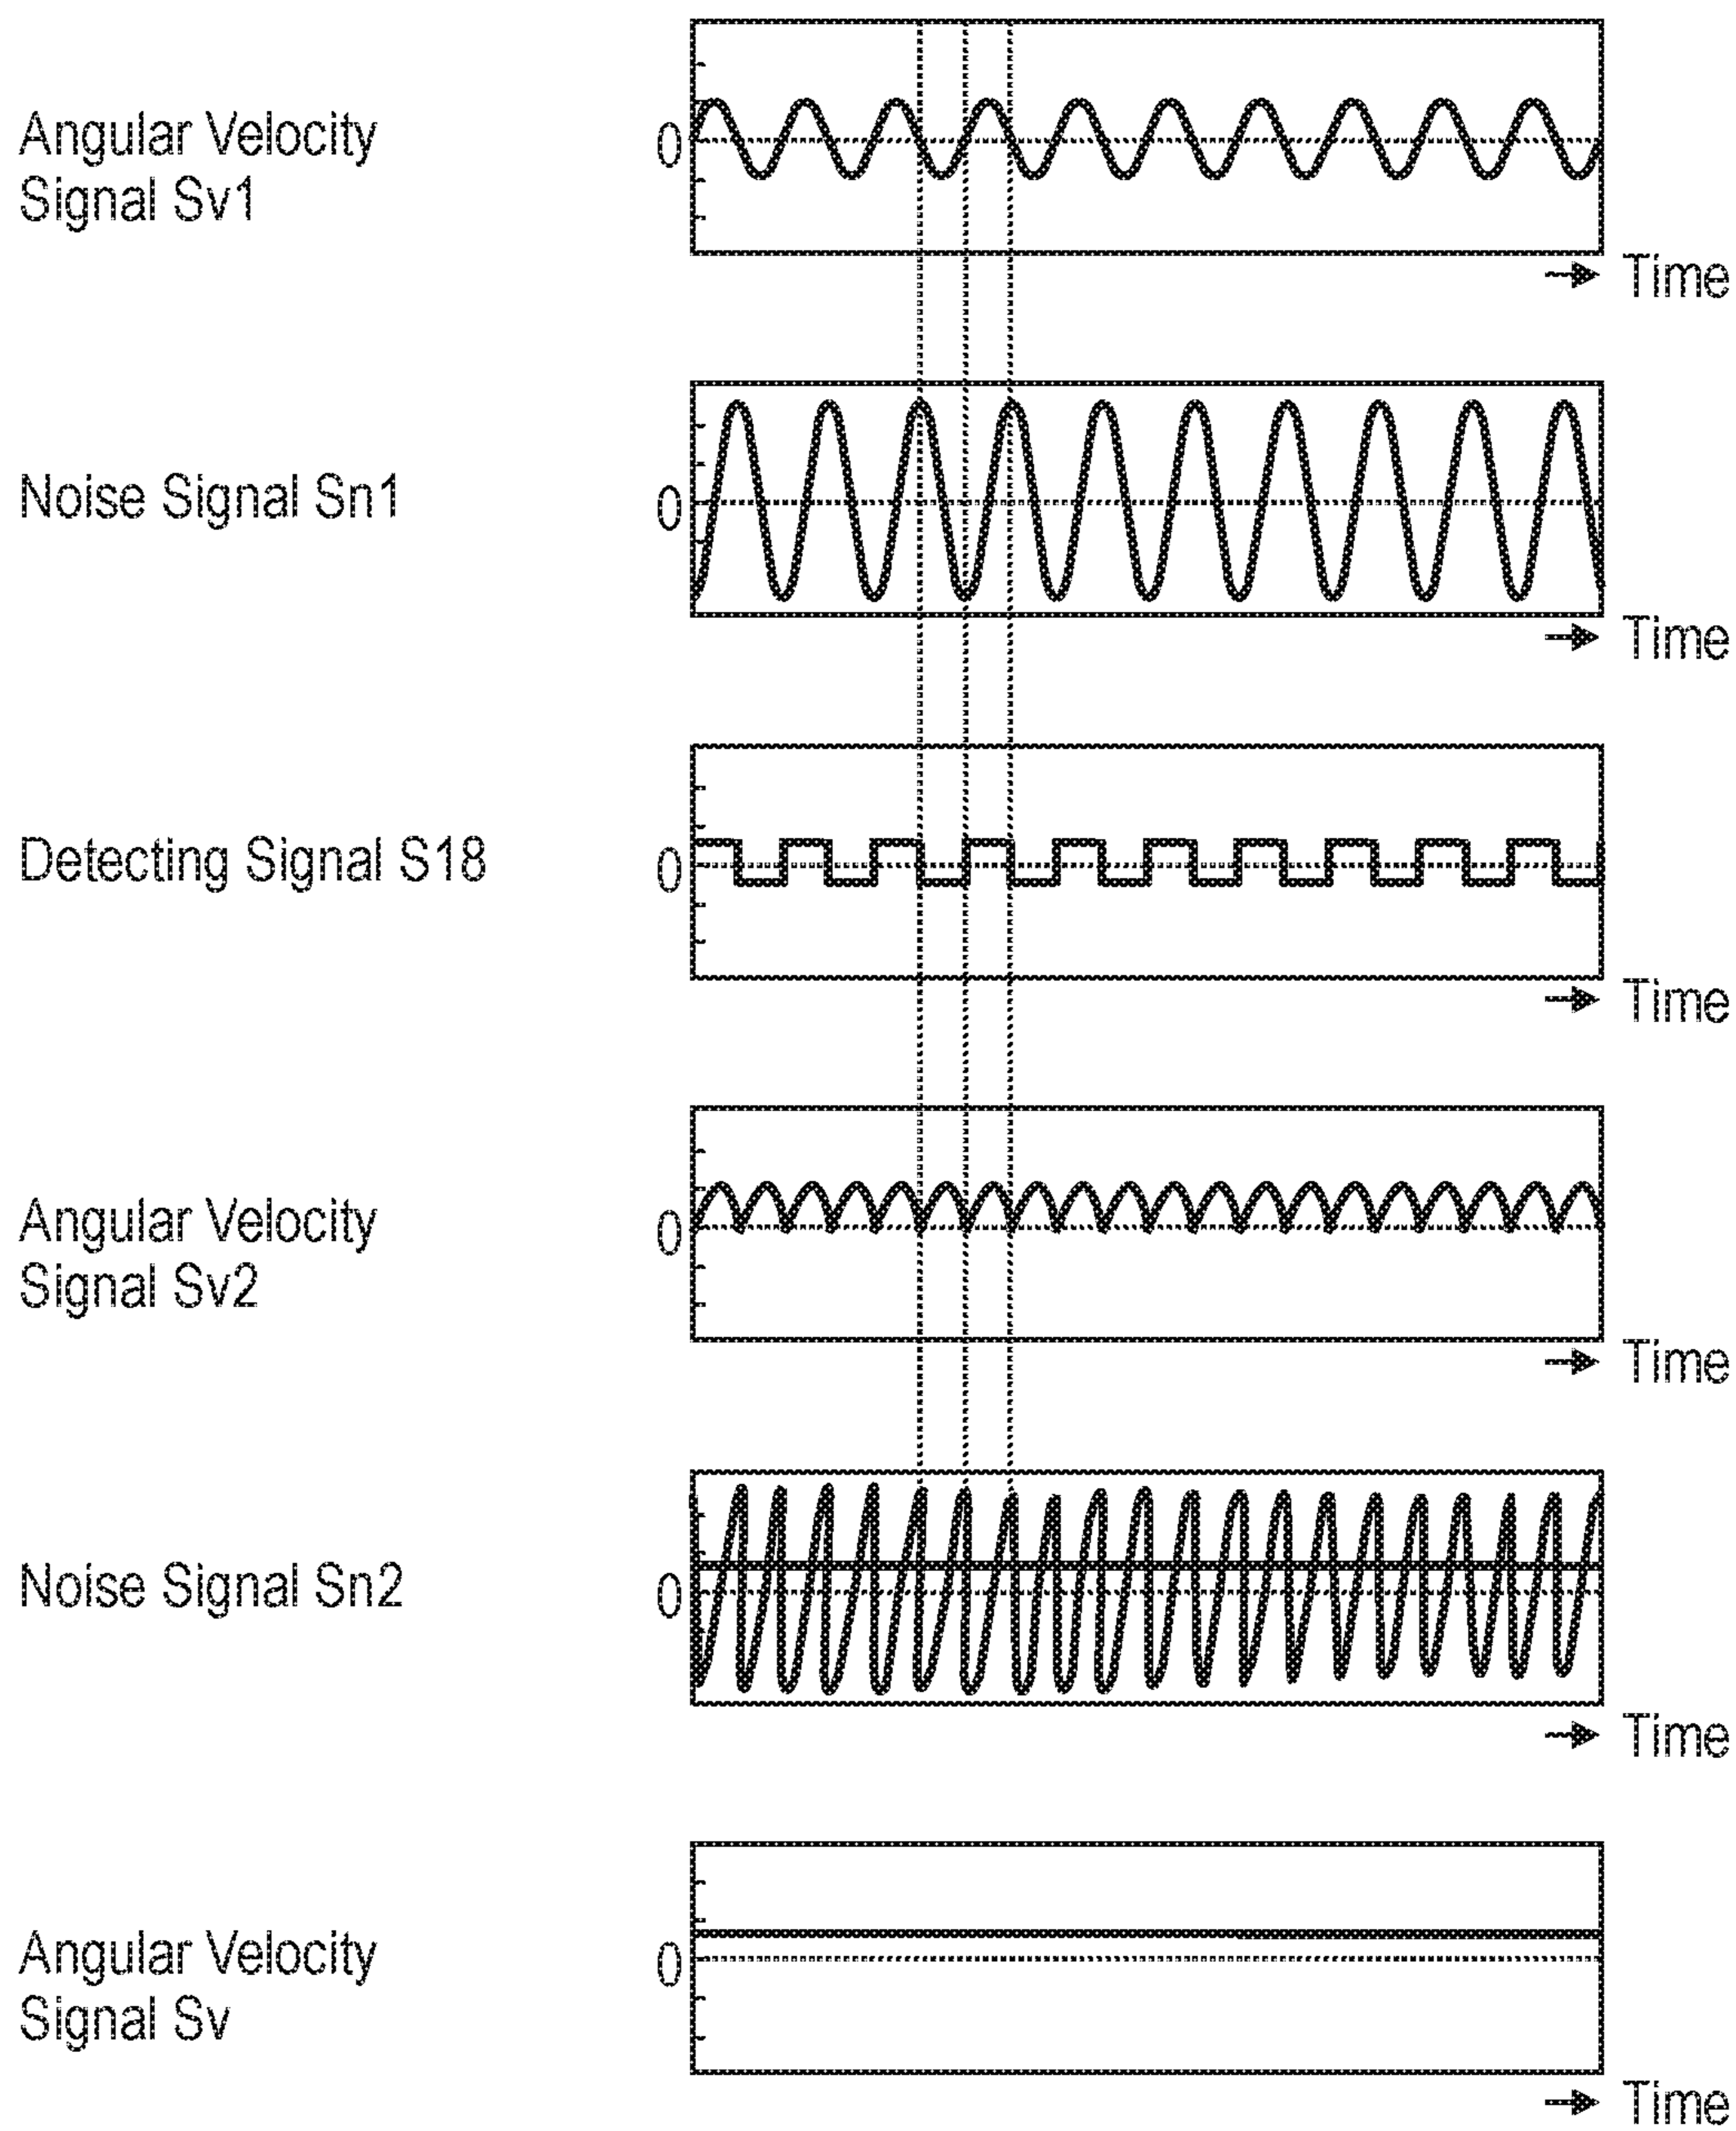 Angular Velocity
Signal Sv1
0
Time
Noise Signal Sn1
0
Time
Detecting Signal S18
0
Time
Angular Velocity
Signal Sv2
0
Time
Noise Signal Sn2
0
Time
Angular Velocity
Signal Sv
0
Time